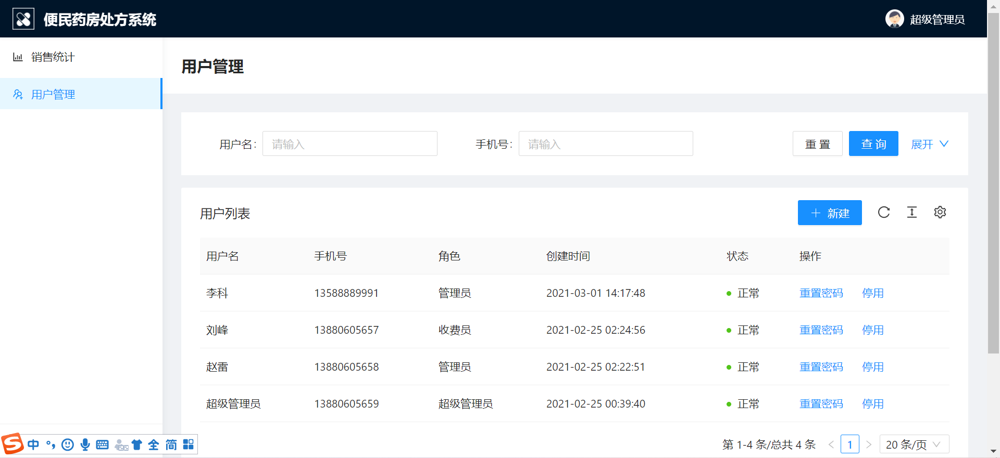 便民药房处方系统
超级管理员
销售统计
用户管理
用户管理
用户名: 请输入 手机号: 请输入 重 置 查 询 展开
用户列表 新建
用户名 手机号 角色 创建时间 状态 操作
李科 13588889991 管理员 2021-03-01 14:17:48 正常 重置密码 停用
刘峰 13880605657 收费员 2021-02-25 02:24:56 正常 重置密码 停用
赵雷 13880605658 管理员 2021-02-25 02:22:51 正常 重置密码 停用
超级管理员 13880605659 超级管理员 2021-02-25 00:39:40 正常 重置密码 停用
第 1-4 条/总共 4 条 < 1 > 20 条/页
S 中 °, 全 简